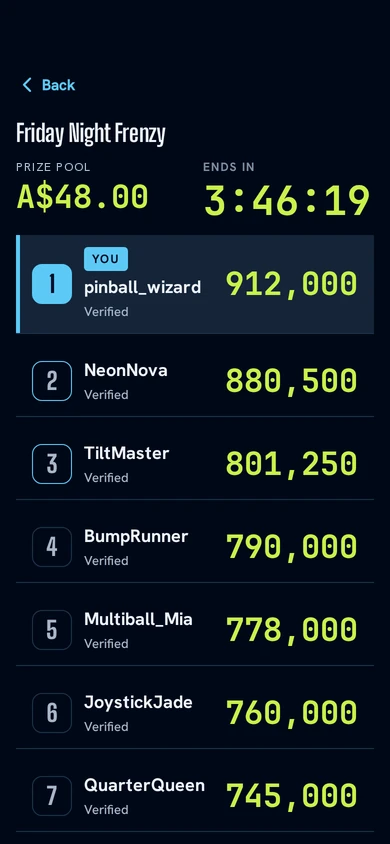 Back
Friday Night Frenzy
PRIZE POOL
A$48.00
ENDS IN
3:46:19
1
YOU
pinball_wizard
Verified
912,000
2
NeonNova
Verified
880,500
3
TiltMaster
Verified
801,250
4
BumpRunner
Verified
790,000
5
Multiball_Mia
Verified
778,000
6
JoystickJade
Verified
760,000
7
QuarterQueen
Verified
745,000